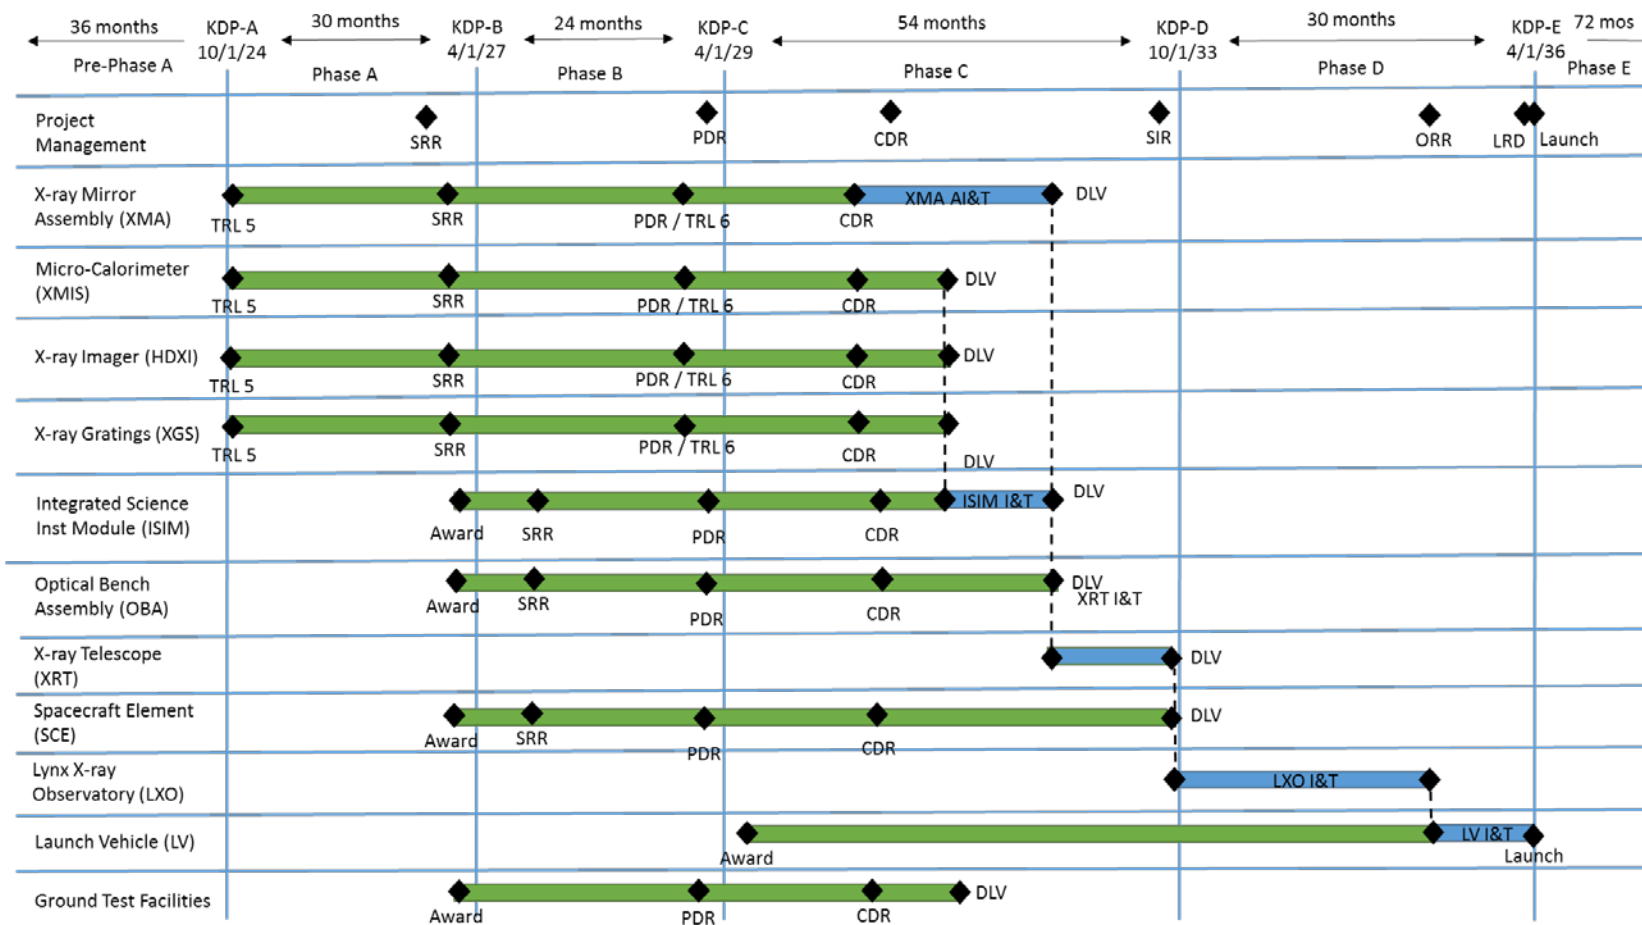 36 months
KDP-A
30 months
KDP-B
24 months
KDP-C
54 months
KDP-D
30 months
KDP-E
72 mos
10/1/24
4/1/27
4/1/29
10/1/33
4/1/36
Pre-Phase A
Phase A
Phase B
Phase C
Phase D
Phase E
Project
Management
SRR
PDR
CDR
SIR
ORR
LRD
Launch
X-ray Mirror
Assembly (XMA)
TRL 5
SRR
PDR / TRL 6
CDR
XMA AI&T
DLV
Micro-Calorimeter
(XMIS)
TRL 5
SRR
PDR / TRL 6
CDR
DLV
X-ray Imager (HDXI)
TRL 5
SRR
PDR / TRL 6
CDR
DLV
X-ray Gratings (XGS)
TRL 5
SRR
PDR / TRL 6
CDR
DLV
Integrated Science
Inst Module (ISIM)
Award
SRR
PDR
CDR
ISIM I&T
DLV
Optical Bench
Assembly (OBA)
Award
SRR
PDR
CDR
DLV
XRT I&T
X-ray Telescope
(XRT)
DLV
Spacecraft Element
(SCE)
Award
SRR
PDR
CDR
DLV
Lynx X-ray
Observatory (LXO)
LXO I&T
Launch Vehicle (LV)
Award
LV I&T
Launch
Ground Test Facilities
Award
PDR
CDR
DLV